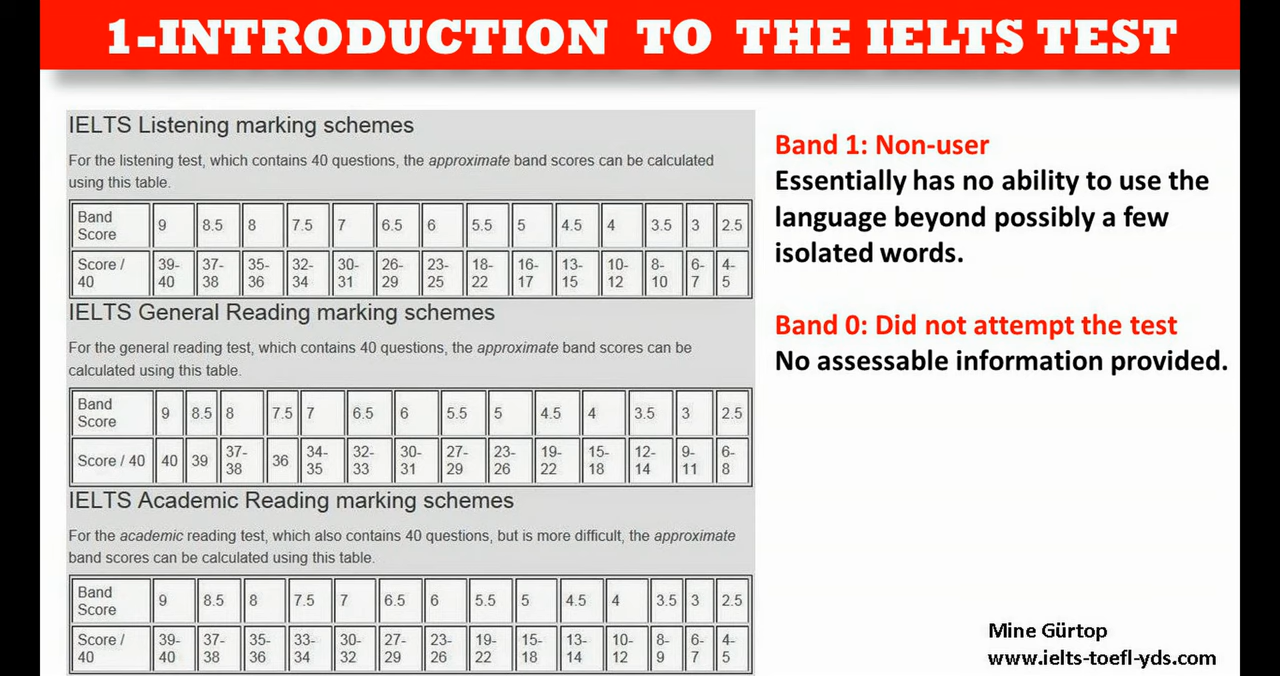 1-INTRODUCTION TO THE IELTS TEST
IELTS Listening marking schemes
For the listening test, which contains 40 questions, the approximate band scores can be calculated
using this table.
Band Score 9 8.5 8 7.5 7 6.5 6 5.5 5 4.5 4 3.5 3 2.5
Score / 40 39-40 37-38 35-36 32-34 30-31 26-29 23-25 18-22 16-17 13-15 10-12 8-10 6-7 4-5
IELTS General Reading marking schemes
For the general reading test, which contains 40 questions, the approximate band scores can be
calculated using this table.
Band Score 9 8.5 8 7.5 7 6.5 6 5.5 5 4.5 4 3.5 3 2.5
Score / 40 40 39 37-38 36 34-35 32-33 30-31 27-29 23-26 19-22 15-18 12-14 9-11 6-8
IELTS Academic Reading marking schemes
For the academic reading test, which also contains 40 questions, but is more difficult, the approximate
band scores can be calculated using this table.
Band Score 9 8.5 8 7.5 7 6.5 6 5.5 5 4.5 4 3.5 3 2.5
Score / 40 39-40 37-38 35-36 33-34 30-32 27-29 23-26 19-22 15-18 13-14 10-12 8-9 6-7 4-5
Band 1: Non-user
Essentially has no ability to use the
language beyond possibly a few
isolated words.
Band 0: Did not attempt the test
No assessable information provided.
Mine Gürtop
www.ielts-toefl-yds.com